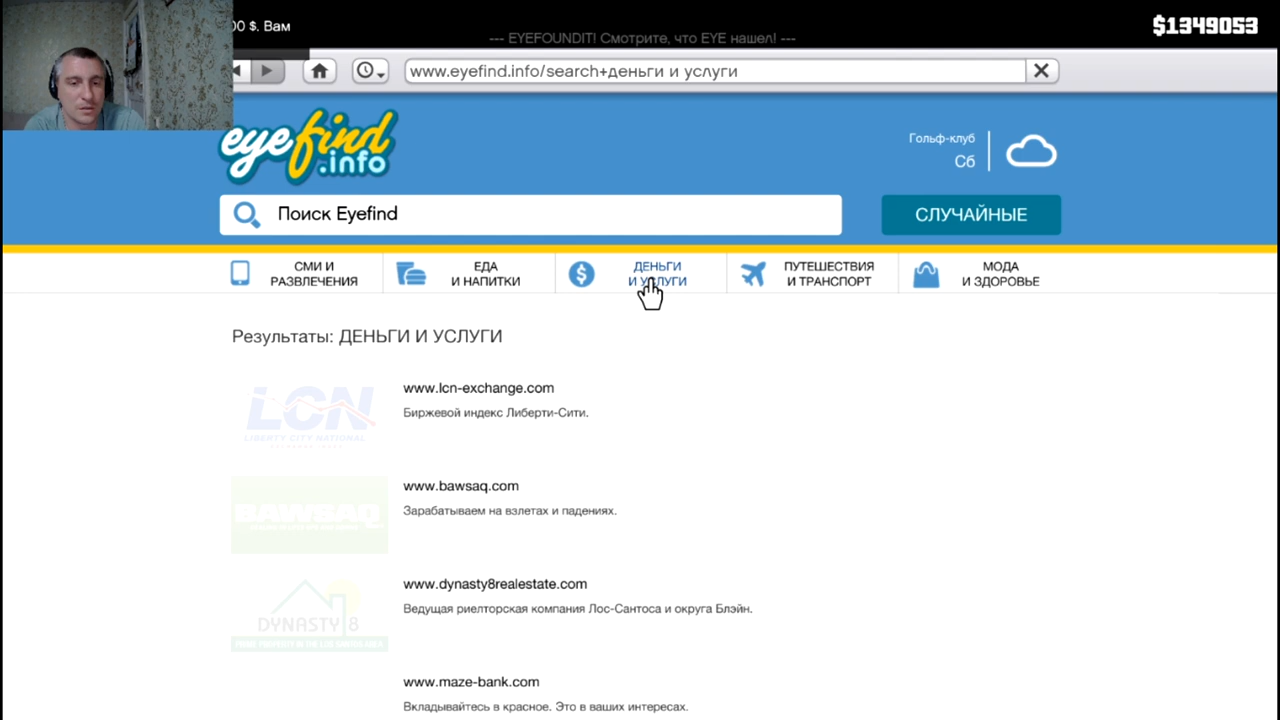 00 $. Вам
--- EYEFOUNDIT! Смотрите, что EYE нашел! ---
$1349053
www.eyefind.info/search+деньги и услуги
eyefind
.info
Гольф-клуб
Сб
Поиск Eyefind
СЛУЧАЙНЫЕ
СМИ И
РАЗВЛЕЧЕНИЯ
ЕДА
И НАПИТКИ
ДЕНЬГИ
И УСЛУГИ
ПУТЕШЕСТВИЯ
И ТРАНСПОРТ
МОДА
И ЗДОРОВЬЕ
Результаты: ДЕНЬГИ И УСЛУГИ
LCN
LIBERTY CITY NATIONAL
www.lcn-exchange.com
Биржевой индекс Либерти-Сити.
BAWSAQ
www.bawsaq.com
Зарабатываем на взлетах и падениях.
DYNASTY 8
www.dynasty8realestate.com
Ведущая риелторская компания Лос-Сантоса и округа Блэйн.
www.maze-bank.com
Вкладывайтесь в красное. Это в ваших интересах.